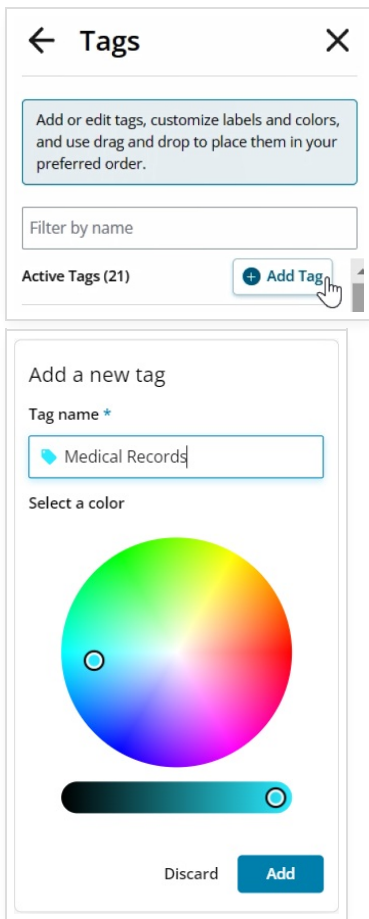 Tags
Add or edit tags, customize labels and colors,
and use drag and drop to place them in your
preferred order.
Filter by name
Active Tags (21)
Add Tag
Add a new tag
Tag name *
Medical Records
Select a color
Discard
Add